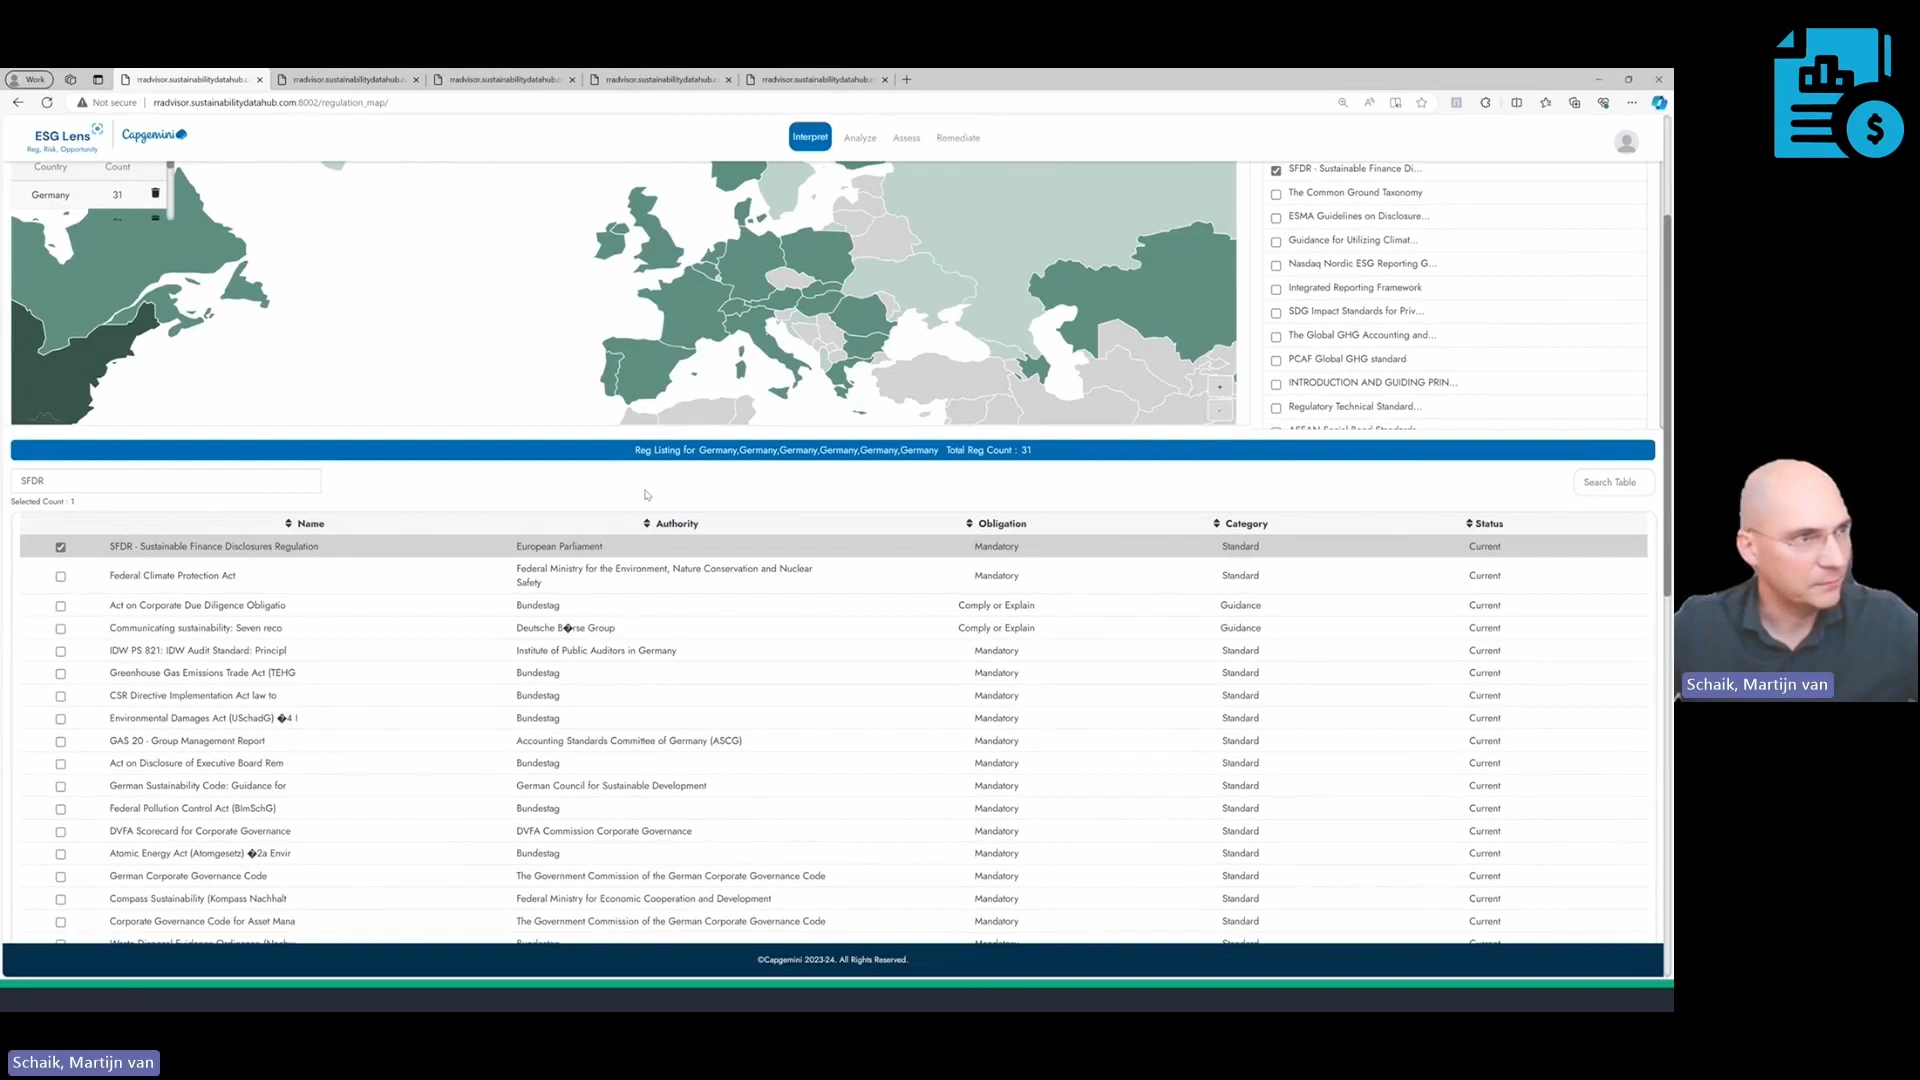 Work
rradvisor.sustainabilitydatahub.c
rradvisor.sustainabilitydatahub.c
rradvisor.sustainabilitydatahub.c
rradvisor.sustainabilitydatahub.c
rradvisor.sustainabilitydatahub.c
Not secure
rradvisor.sustainabilitydatahub.com:8002/regulation_map/
ESG Lens
Reg, Risk, Opportunity
Capgemini
Interpret
Analyze
Assess
Remediate
Country Count
Germany 31
SFDR - Sustainable Finance Di...
The Common Ground Taxonomy
ESMA Guidelines on Disclosure...
Guidance for Utilizing Climat...
Nasdaq Nordic ESG Reporting G...
Integrated Reporting Framework
SDG Impact Standards for Priv...
The Global GHG Accounting and...
PCAF Global GHG standard
INTRODUCTION AND GUIDING PRIN...
Regulatory Technical Standard...
+
-
Reg Listing for Germany,Germany,Germany,Germany,Germany,Germany Total Reg Count : 31
SFDR
Search Table
Selected Count : 1
Name Authority Obligation Category Status
SFDR - Sustainable Finance Disclosures Regulation European Parliament Mandatory Standard Current
Federal Climate Protection Act Federal Ministry for the Environment, Nature Conservation and Nuclear Safety Mandatory Standard Current
Act on Corporate Due Diligence Obligatio Bundestag Comply or Explain Guidance Current
Communicating sustainability: Seven reco Deutsche B�rse Group Comply or Explain Guidance Current
IDW PS 821: IDW Audit Standard: Principl Institute of Public Auditors in Germany Mandatory Standard Current
Greenhouse Gas Emissions Trade Act (TEHG Bundestag Mandatory Standard Current
CSR Directive Implementation Act law to Bundestag Mandatory Standard Current
Environmental Damages Act (USchadG) �4 l Bundestag Mandatory Standard Current
GAS 20 - Group Management Report Accounting Standards Committee of Germany (ASCG) Mandatory Standard Current
Act on Disclosure of Executive Board Rem Bundestag Mandatory Standard Current
German Sustainability Code: Guidance for German Council for Sustainable Development Mandatory Standard Current
Federal Pollution Control Act (BImSchG) Bundestag Mandatory Standard Current
DVFA Scorecard for Corporate Governance DVFA Commission Corporate Governance Mandatory Standard Current
Atomic Energy Act (Atomgesetz) �2a Envir Bundestag Mandatory Standard Current
German Corporate Governance Code The Government Commission of the German Corporate Governance Code Mandatory Standard Current
Compass Sustainability (Kompass Nachhalt Federal Ministry for Economic Cooperation and Development Mandatory Standard Current
Corporate Governance Code for Asset Mana The Government Commission of the German Corporate Governance Code Mandatory Standard Current
©Capgemini 2023-24. All Rights Reserved.
$
Schaik, Martijn van
Schaik, Martijn van